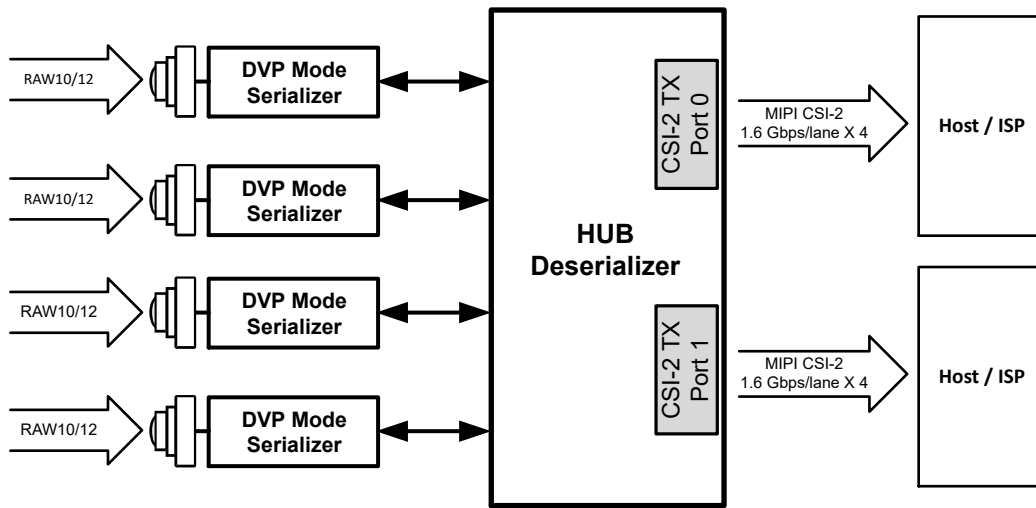 RAW10/12
DVP Mode
Serializer
RAW10/12
DVP Mode
Serializer
RAW10/12
DVP Mode
Serializer
RAW10/12
DVP Mode
Serializer
HUB
Deserializer
CSI-2 TX
Port 0
CSI-2 TX
Port 1
MIPI CSI-2
1.6 Gbps/lane X 4
Host / ISP
MIPI CSI-2
1.6 Gbps/lane X 4
Host / ISP